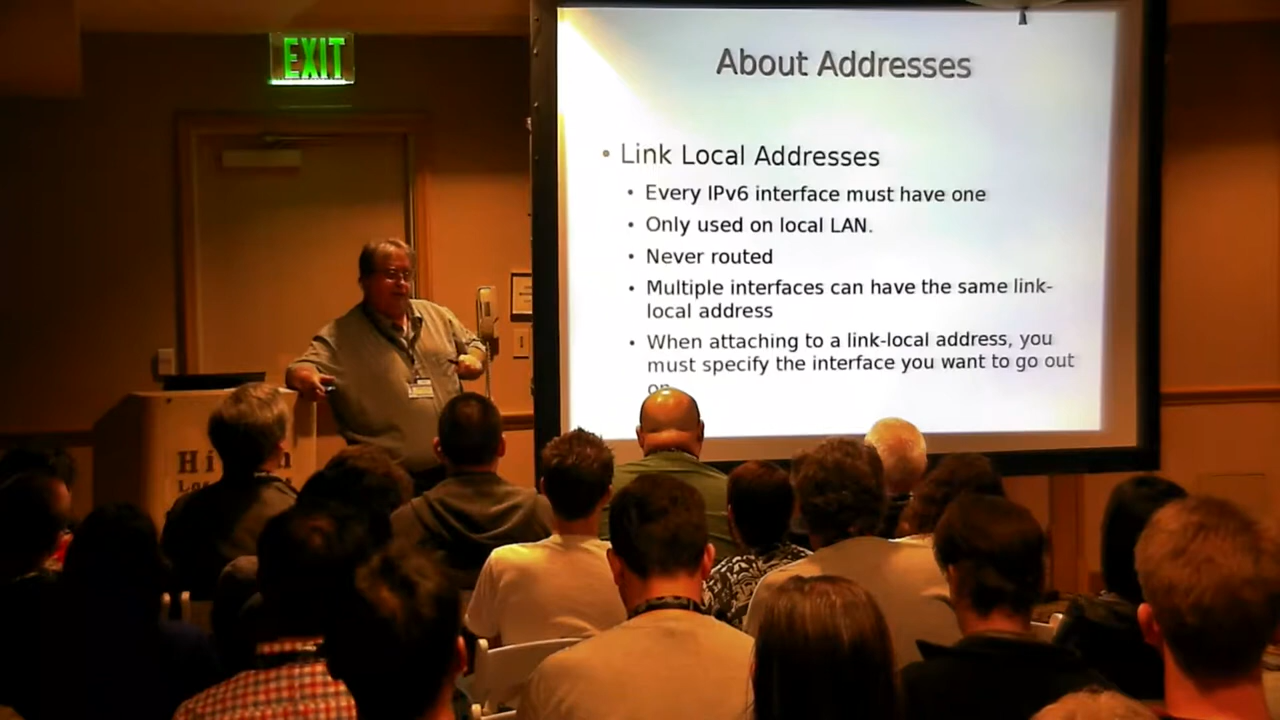 EXIT
About Addresses
• Link Local Addresses
• Every IPv6 interface must have one
• Only used on local LAN.
• Never routed
• Multiple interfaces can have the same link-
local address
• When attaching to a link-local address, you
must specify the interface you want to go out
on